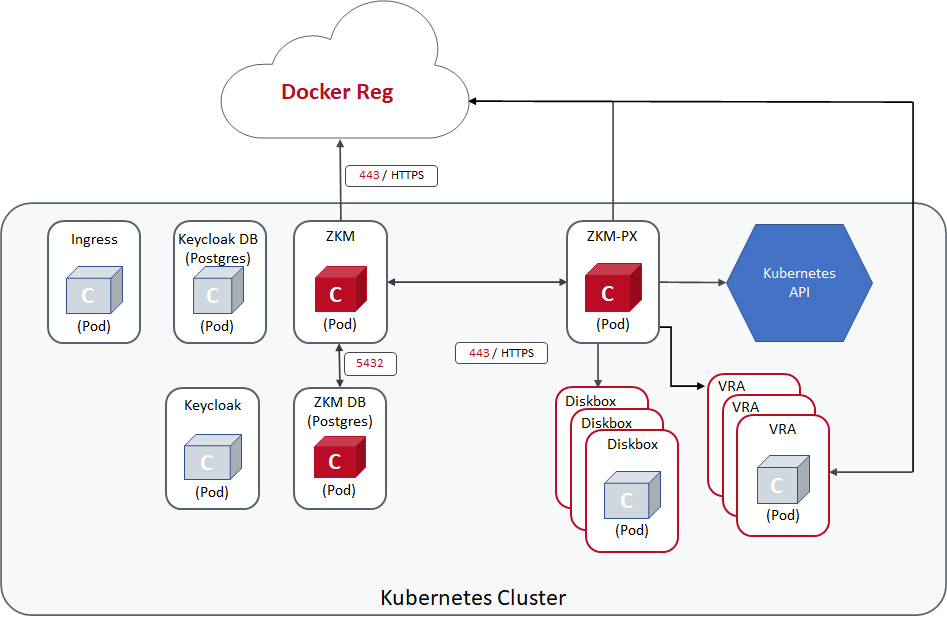 Docker Reg
443 / HTTPS
Ingress
C
(Pod)
Keycloak DB
(Postgres)
C
(Pod)
ZKM
C
(Pod)
ZKM-PX
C
(Pod)
Kubernetes
API
5432
443 / HTTPS
Keycloak
C
(Pod)
ZKM DB
(Postgres)
C
(Pod)
Diskbox
Diskbox
Diskbox
C
(Pod)
VRA
VRA
VRA
C
(Pod)
Kubernetes Cluster